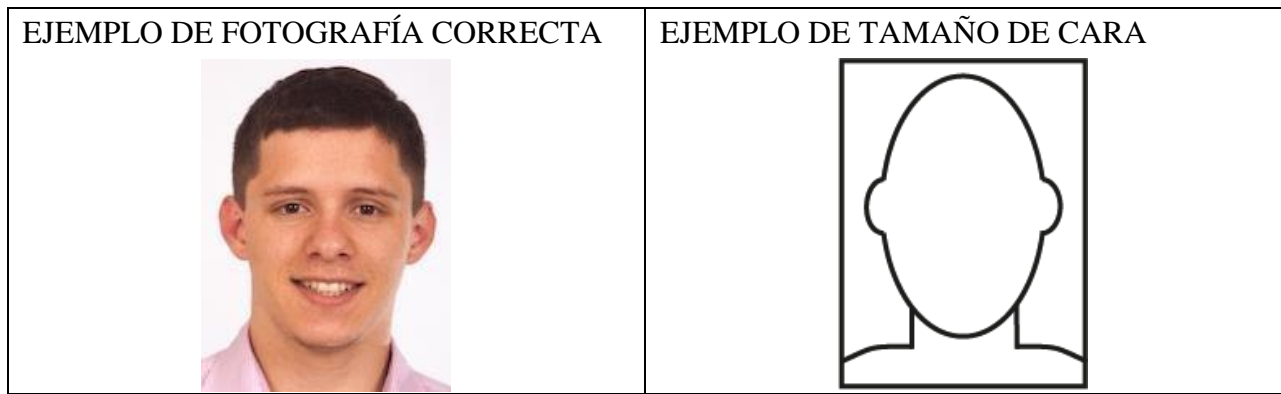 EJEMPLO DE FOTOGRAFÍA CORRECTA
EJEMPLO DE TAMAÑO DE CARA